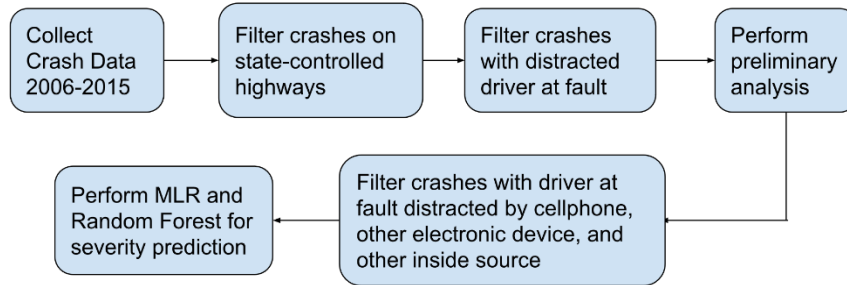 Collect
Crash Data
2006-2015
Filter crashes on
state-controlled
highways
Filter crashes
with distracted
driver at fault
Perform
preliminary
analysis
Filter crashes with driver at
fault distracted by cellphone,
other electronic device, and
other inside source
Perform MLR and
Random Forest for
severity prediction